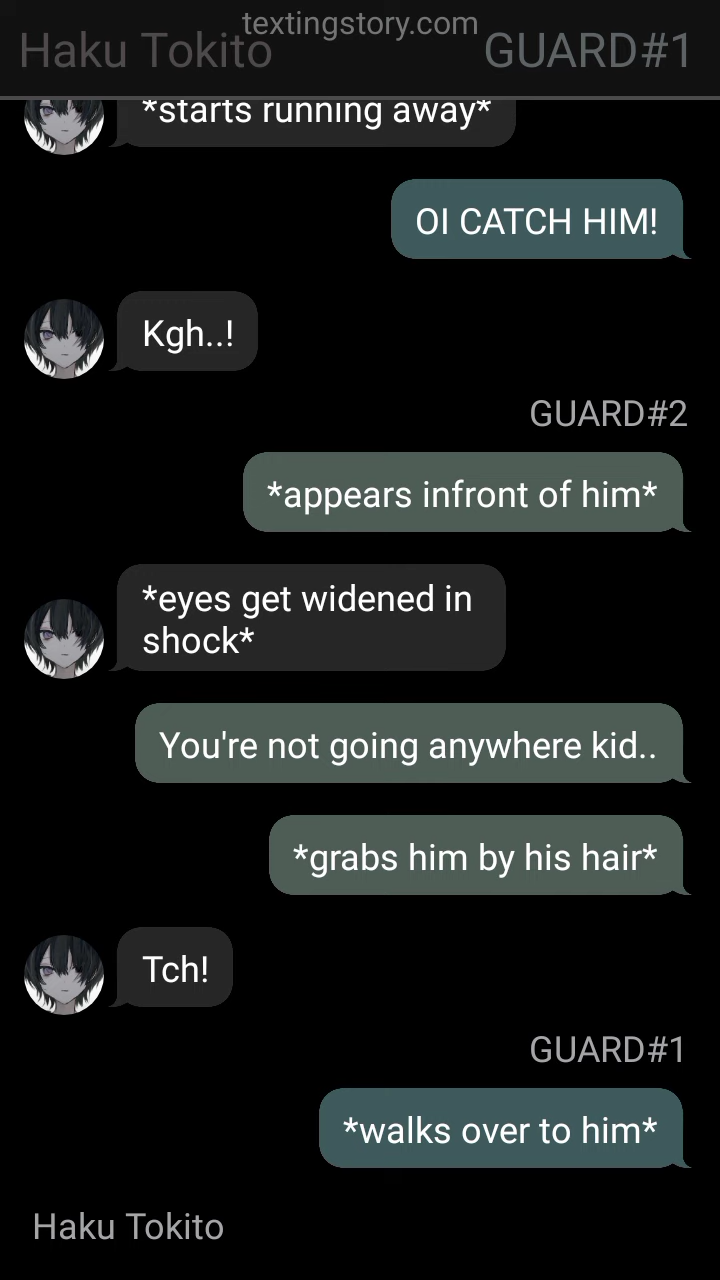 textingstory.com
Haku Tokito
GUARD#1
*starts running away*
OI CATCH HIM!
Kgh..!
GUARD#2
*appears infront of him*
*eyes get widened in
shock*
You're not going anywhere kid..
*grabs him by his hair*
Tch!
GUARD#1
*walks over to him*
Haku Tokito